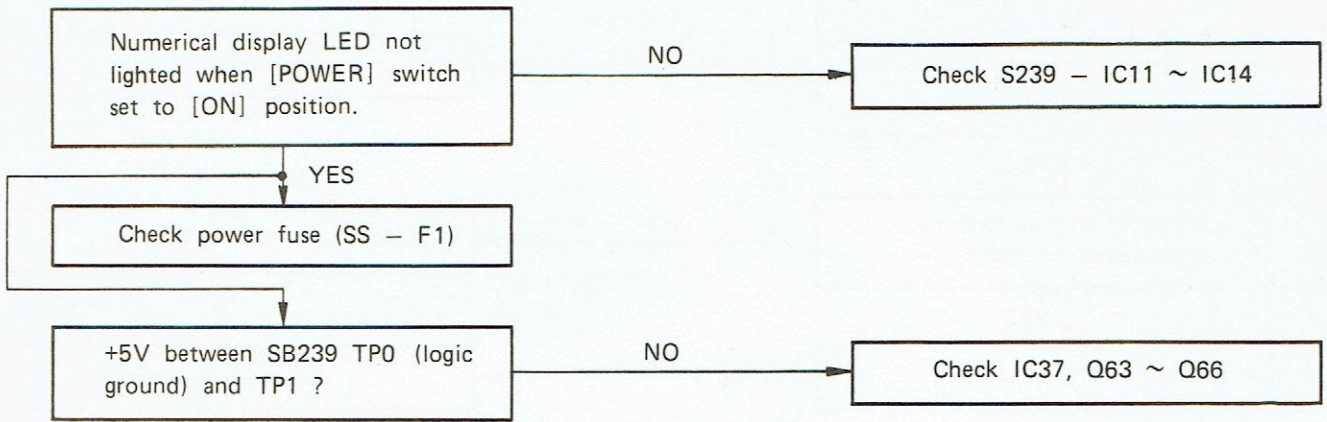 Numerical display LED not
lighted when [POWER] switch
set to [ON] position.
NO
Check S239 – IC11 ~ IC14
YES
Check power fuse (SS – F1)
+5V between SB239 TP0 (logic
ground) and TP1 ?
NO
Check IC37, Q63 ~ Q66